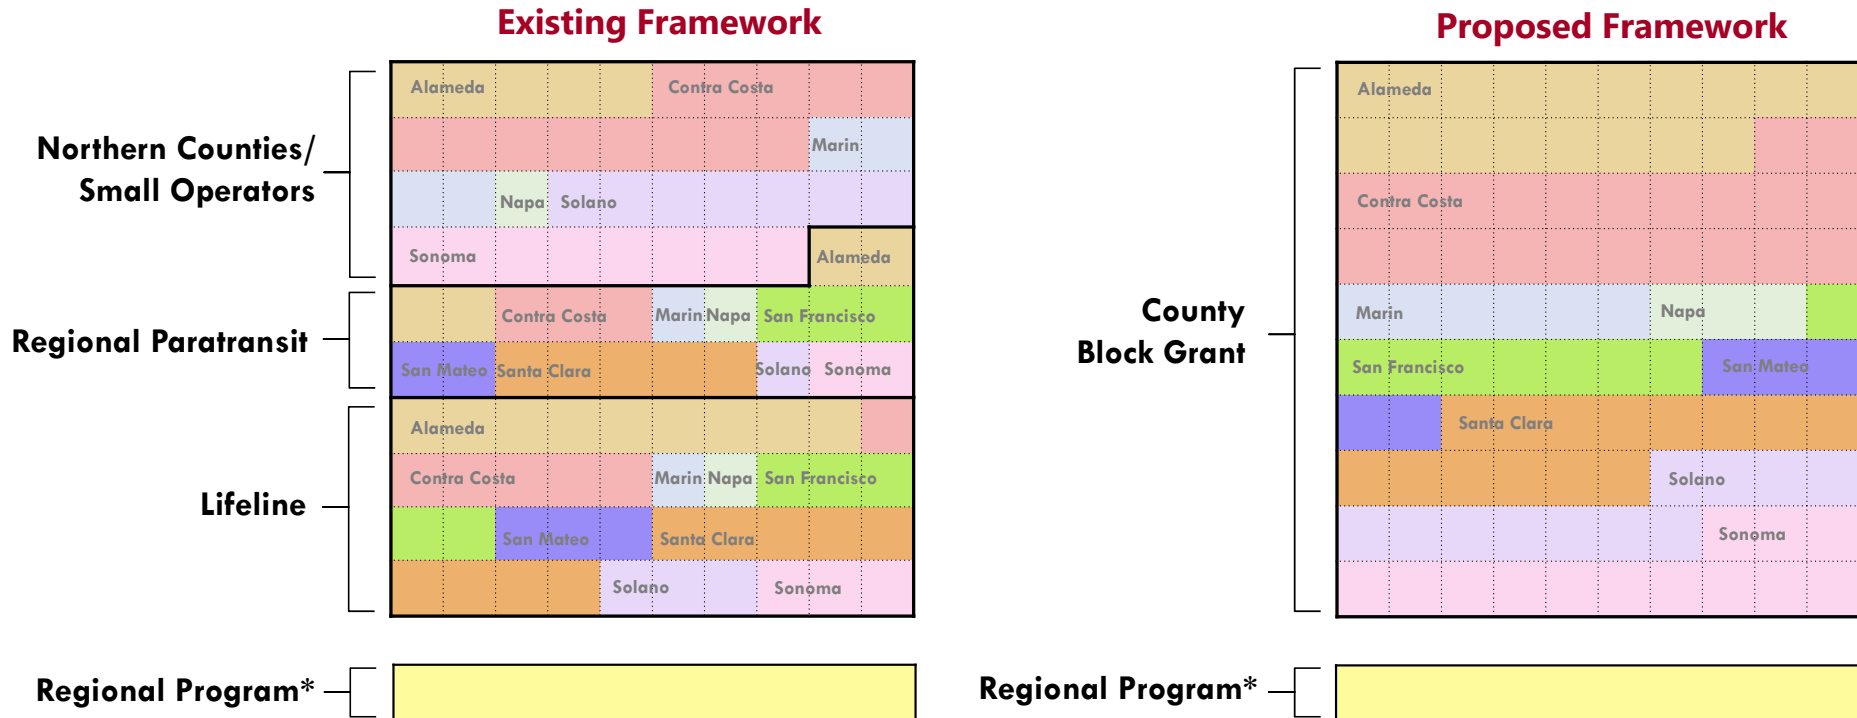 Existing Framework
Northern Counties/
Small Operators
Alameda Contra Costa
Marin
Napa Solano
Sonoma Alameda
Regional Paratransit
Contra Costa Marin Napa San Francisco
San Mateo Santa Clara Solano Sonoma
Lifeline
Alameda
Contra Costa Marin Napa San Francisco
San Mateo Santa Clara
Solano Sonoma
Regional Program*
Proposed Framework
County
Block Grant
Alameda
Contra Costa
Marin Napa
San Francisco San Mateo
Santa Clara
Solano
Sonoma
Regional Program*